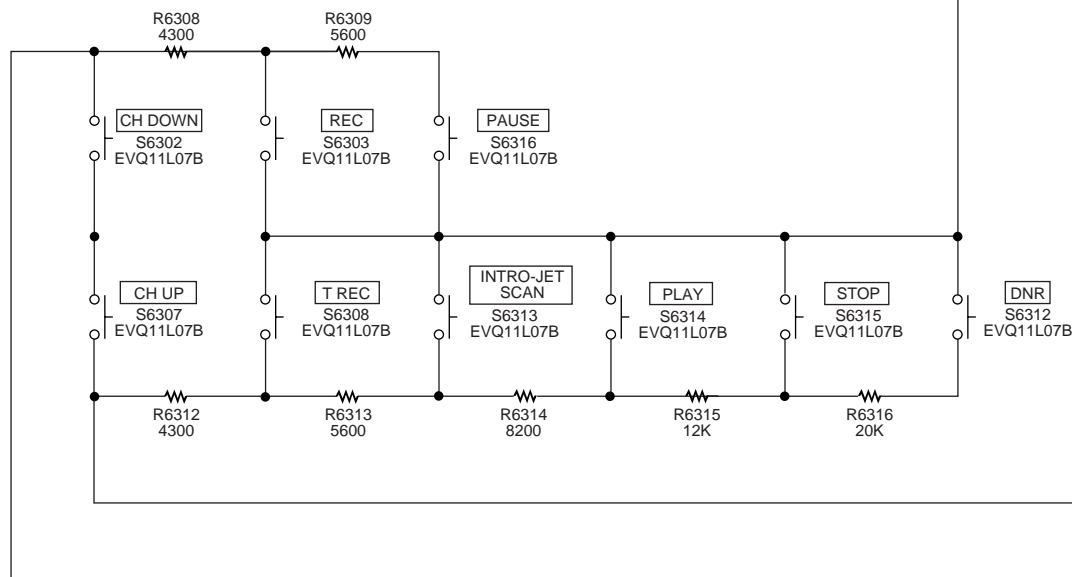 R6308
4300
R6309
5600
CH DOWN
S6302
EVQ11L07B
REC
S6303
EVQ11L07B
PAUSE
S6316
EVQ11L07B
CH UP
S6307
EVQ11L07B
T REC
S6308
EVQ11L07B
INTRO-JET
SCAN
S6313
EVQ11L07B
PLAY
S6314
EVQ11L07B
STOP
S6315
EVQ11L07B
DNR
S6312
EVQ11L07B
R6312
4300
R6313
5600
R6314
8200
R6315
12K
R6316
20K